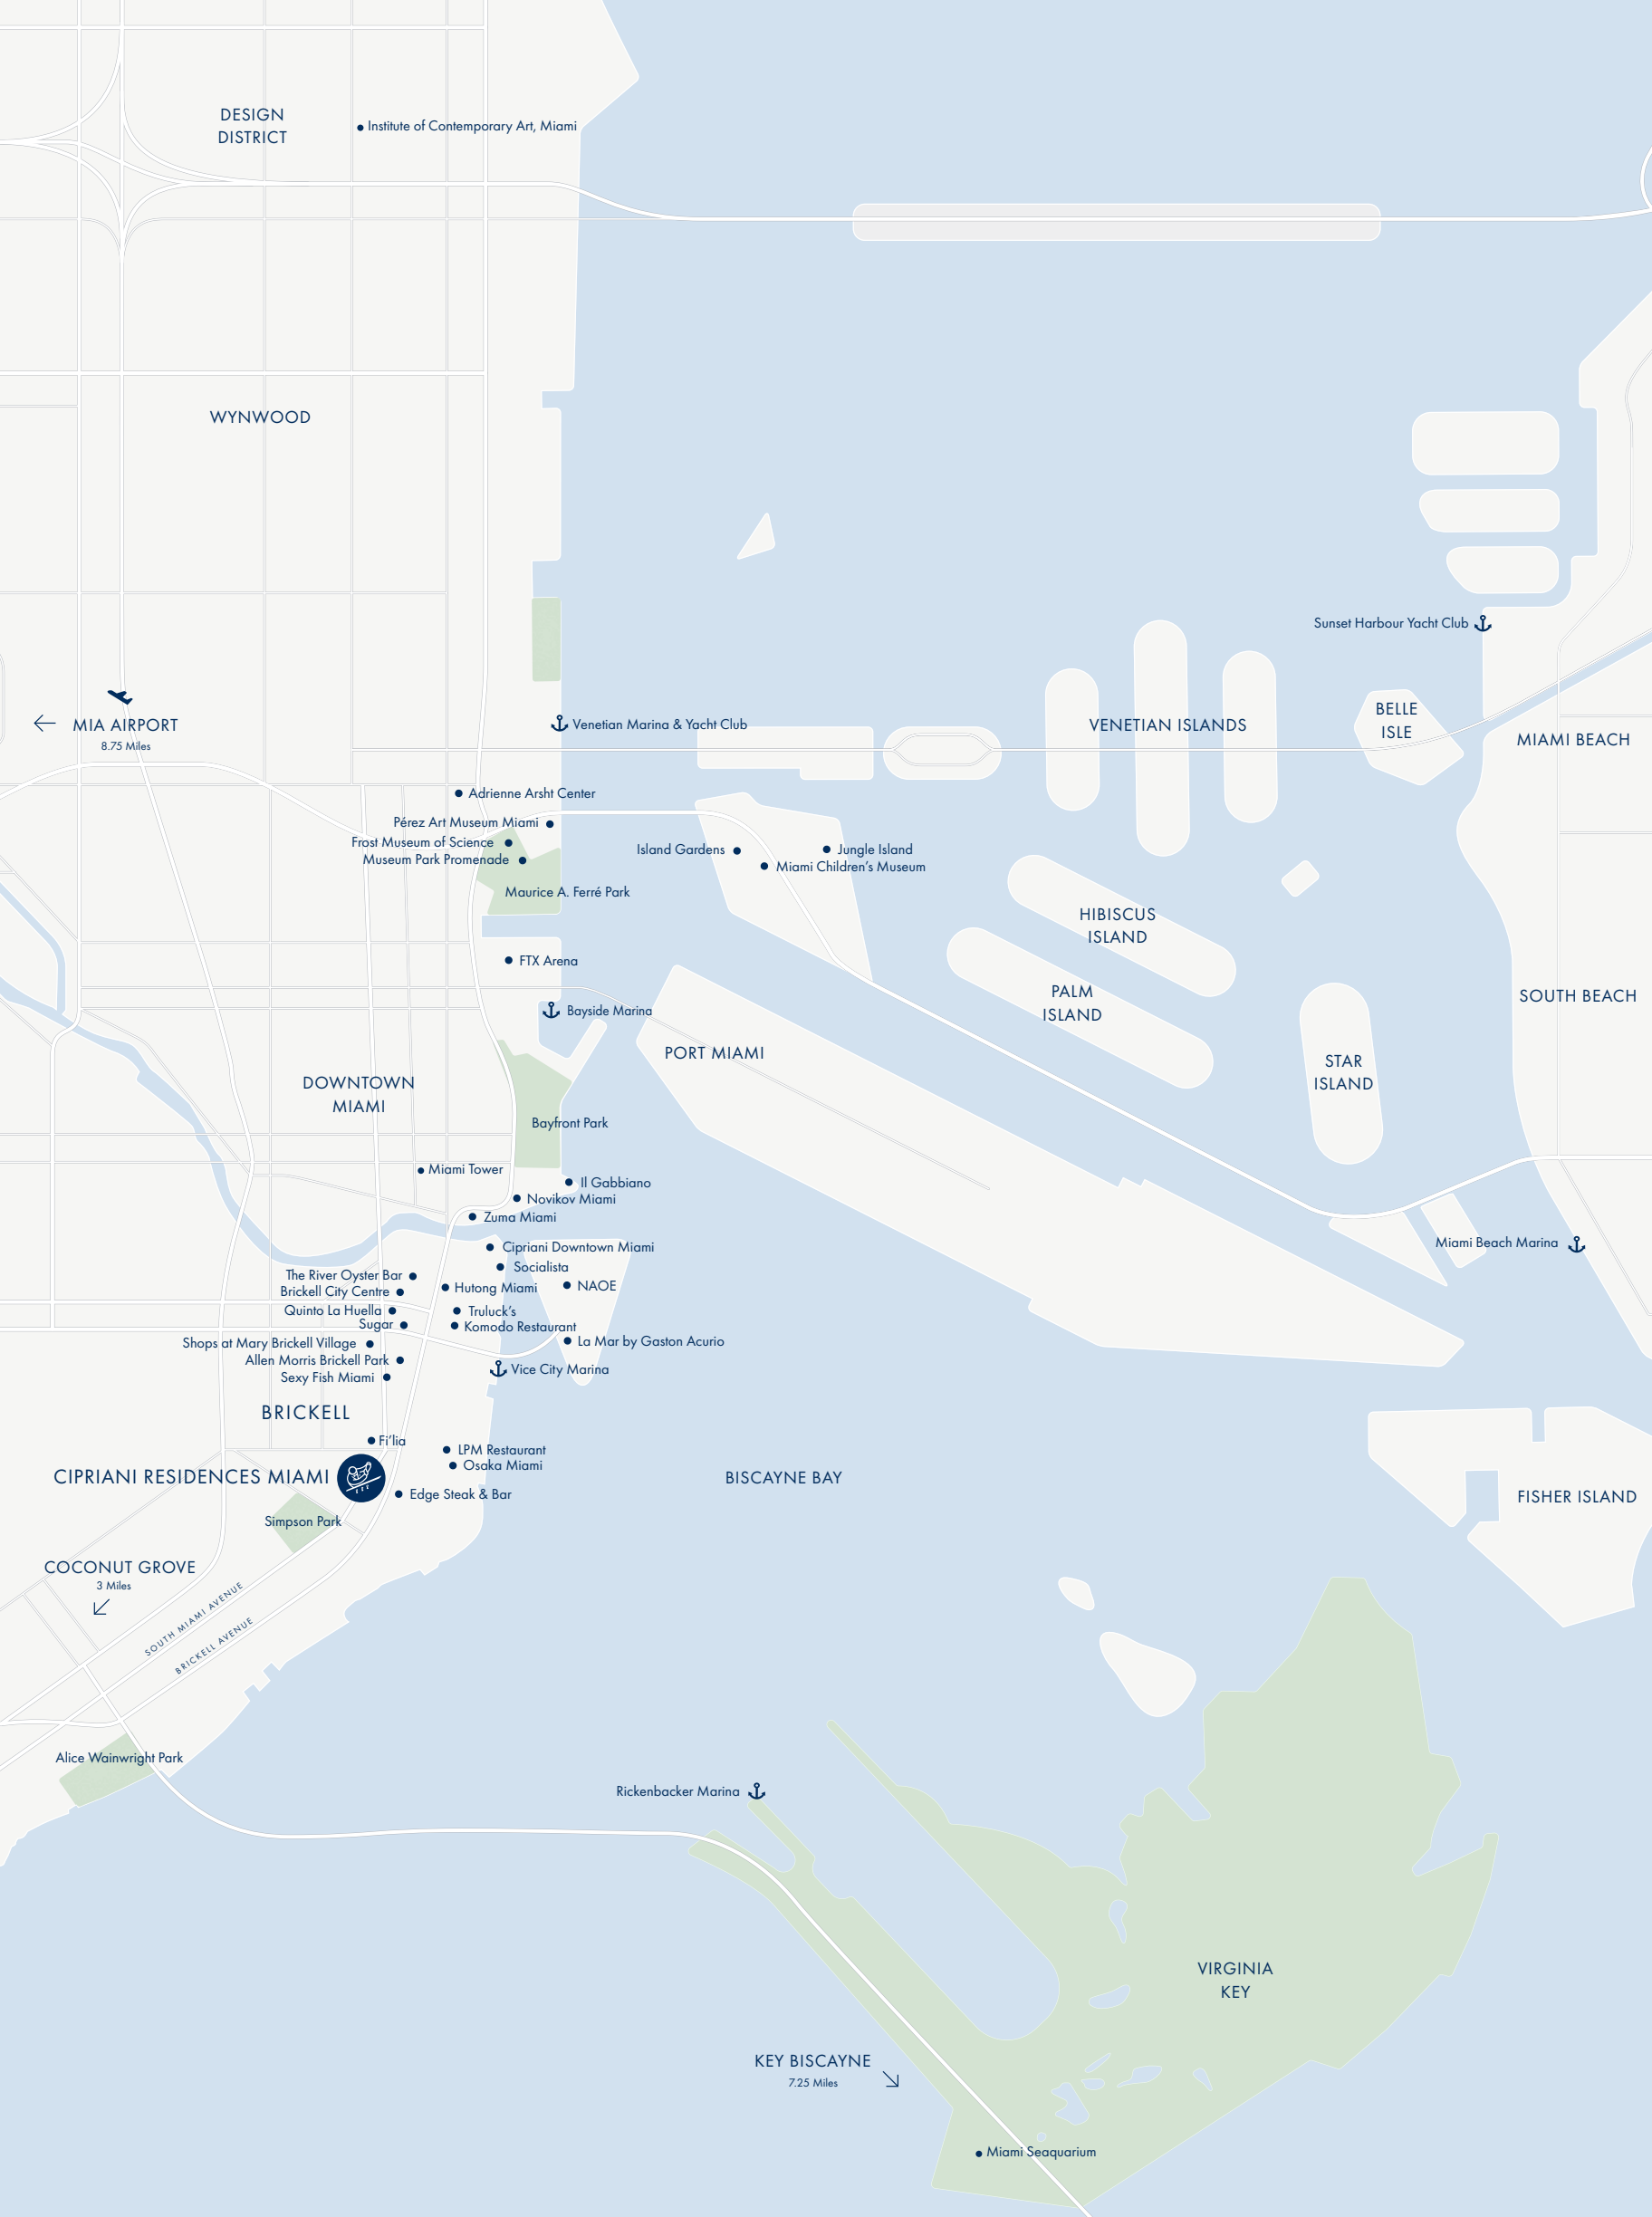 DESIGN
DISTRICT
Institute of Contemporary Art, Miami
WYNWOOD
Sunset Harbour Yacht Club
MIA AIRPORT
8.75 Miles
Venetian Marina & Yacht Club
VENETIAN ISLANDS
BELLE
ISLE
MIAMI BEACH
Adrienne Arsht Center
Pérez Art Museum Miami
Frost Museum of Science
Museum Park Promenade
Maurice A. Ferré Park
Island Gardens
Jungle Island
Miami Children's Museum
HIBISCUS
ISLAND
FTX Arena
PALM
ISLAND
SOUTH BEACH
Bayside Marina
PORT MIAMI
STAR
ISLAND
DOWNTOWN
MIAMI
Bayfront Park
Miami Tower
Il Gabbiano
Novikov Miami
Zuma Miami
Miami Beach Marina
Cipriani Downtown Miami
Socialista
The River Oyster Bar
Brickell City Centre
Hutong Miami
NAOE
Quinto La Huella
Truluck's
Sugar
Komodo Restaurant
Shops at Mary Brickell Village
La Mar by Gaston Acurio
Allen Morris Brickell Park
Vice City Marina
Sexy Fish Miami
BRICKELL
Fi'lia
LPM Restaurant
Osaka Miami
CIPRIANI RESIDENCES MIAMI
BISCAYNE BAY
Edge Steak & Bar
FISHER ISLAND
Simpson Park
COCONUT GROVE
3 Miles
SOUTH MIAMI AVENUE
BRICKELL AVENUE
Alice Wainwright Park
Rickenbacker Marina
VIRGINIA
KEY
KEY BISCAYNE
7.25 Miles
Miami Seaquarium